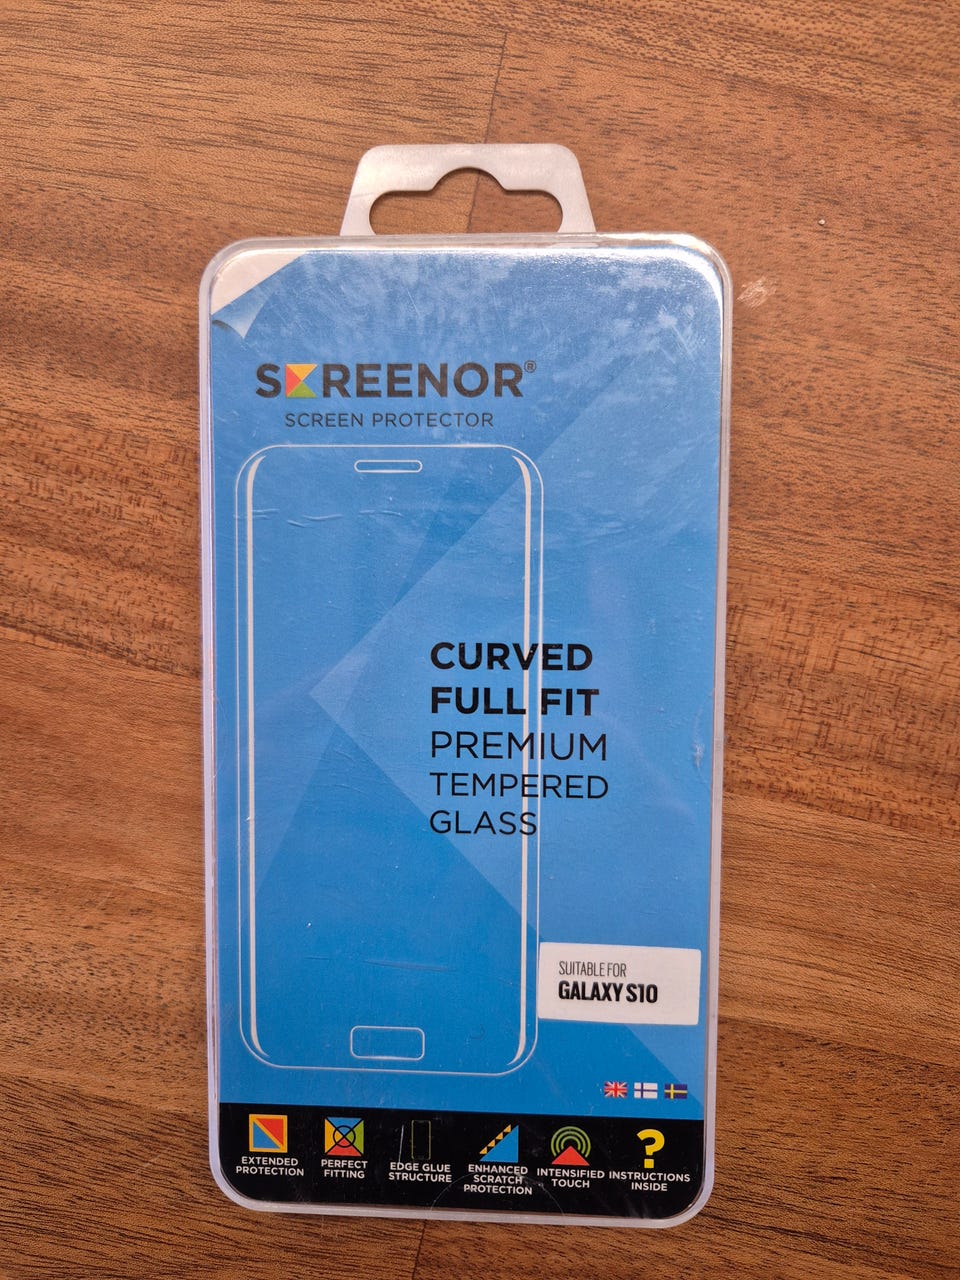 SCREENOR®
SCREEN PROTECTOR
CURVED
FULL FIT
PREMIUM
TEMPERED
GLASS
SUITABLE FOR
GALAXY S10
EXTENDED
PROTECTION
PERFECT
FITTING
EDGE GLUE
STRUCTURE
ENHANCED
SCRATCH
PROTECTION
INTENSIFIED
TOUCH
?
INSTRUCTIONS
INSIDE